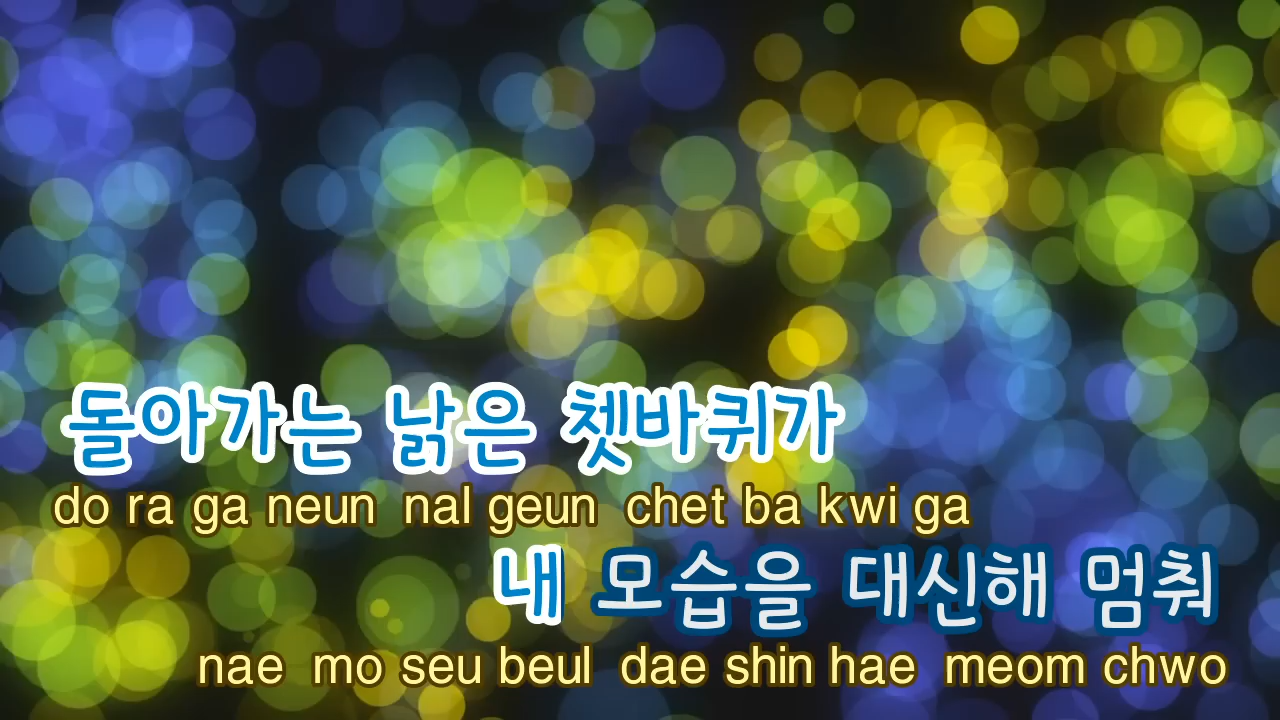 돌아가는 낡은 쳇바퀴가
do ra ga neun nal geun chet ba kwi ga
내 모습을 대신해 멈춰
nae mo seu beul dae shin hae meom chwo